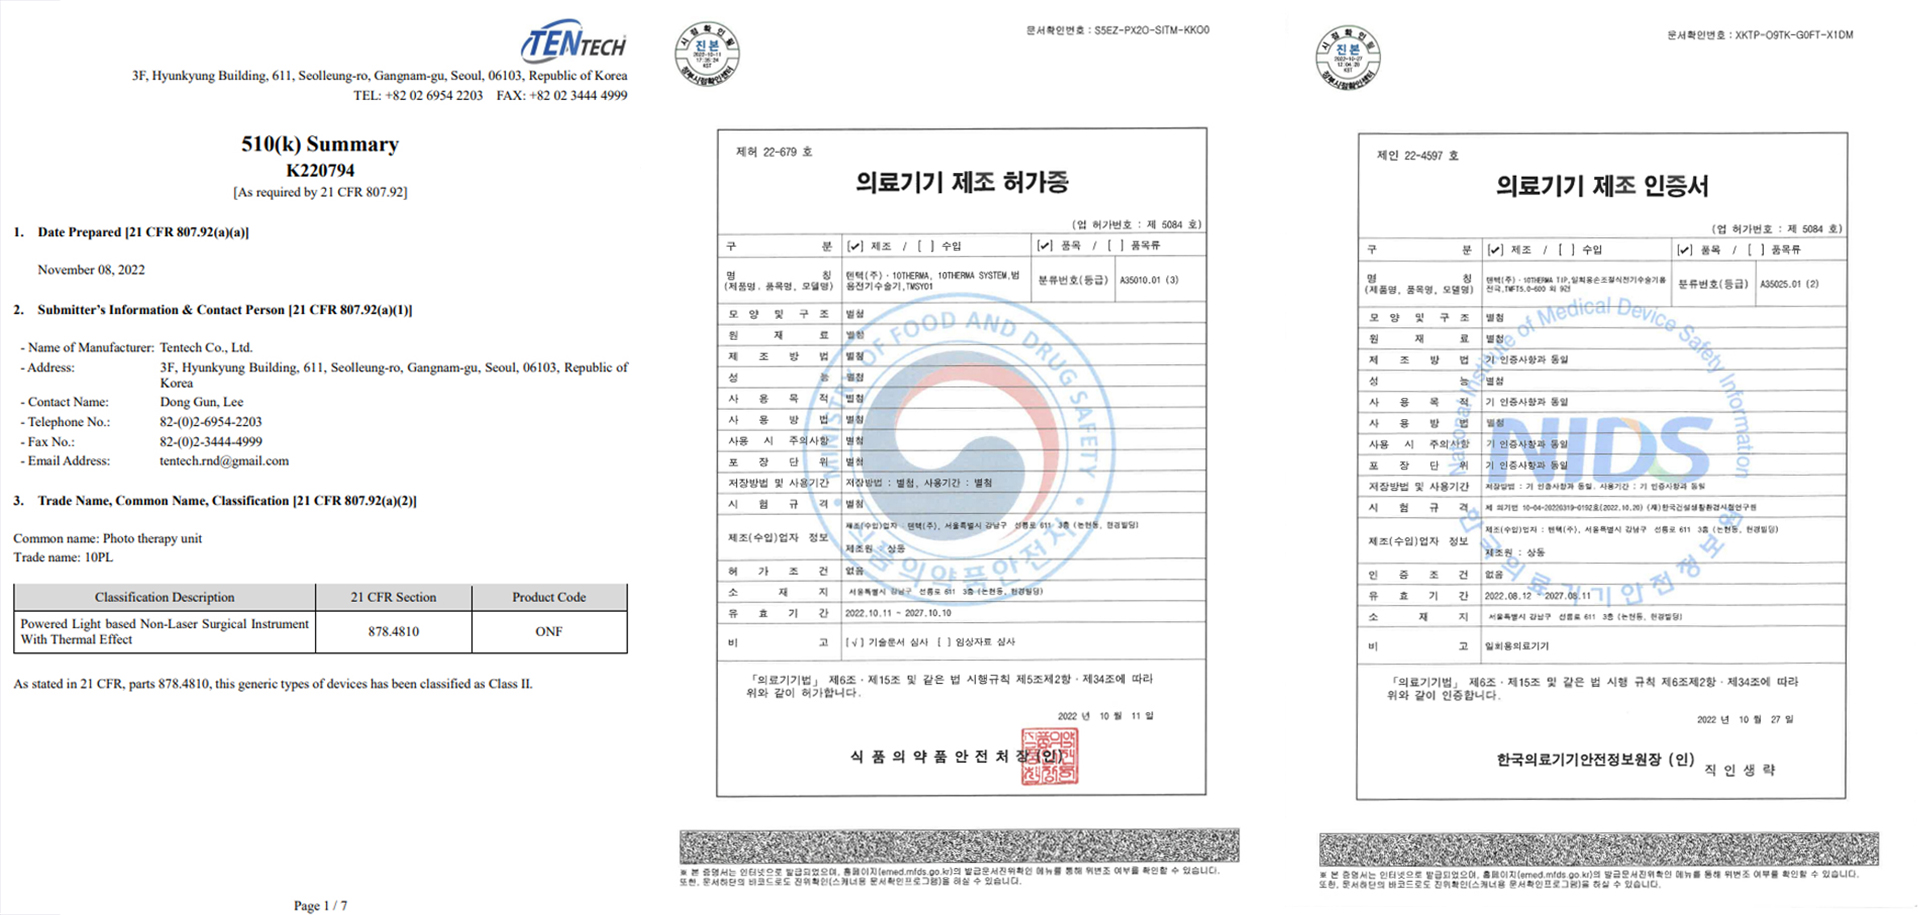 TENTECH
3F, Hyunkyung Building, 611, Seolleung-ro, Gangnam-gu, Seoul, 06103, Republic of Korea
TEL: +82 02 6954 2203 FAX: +82 02 3444 4999
510(k) Summary
K220794
[As required by 21 CFR 807.92]
1. Date Prepared [21 CFR 807.92(a)(a)]
November 08, 2022
2. Submitter's Information & Contact Person [21 CFR 807.92(a)(1)]
- Name of Manufacturer: Tentech Co., Ltd.
- Address: 3F, Hyunkyung Building, 611, Seolleung-ro, Gangnam-gu, Seoul, 06103, Republic of
Korea
- Contact Name: Dong Gun, Lee
- Telephone No.: 82-(0)2-6954-2203
- Fax No.: 82-(0)2-3444-4999
- Email Address: tentech.rnd@gmail.com
3. Trade Name, Common Name, Classification [21 CFR 807.92(a)(2)]
Common name: Photo therapy unit
Trade name: 10PL
Classification Description 21 CFR Section Product Code
Powered Light based Non-Laser Surgical Instrument
With Thermal Effect 878.4810 ONF
As stated in 21 CFR, parts 878.4810, this generic types of devices has been classified as Class II.
Page 1 / 7
진본
문서확인번호 : S5EZ-PX2O-SITM-KKO0
제허 22-679 호
의료기기 제조 허가증
(업 허가번호 : 제 5084 호)
구 분 [✔] 제조 / [ ] 수입 [✔] 품목 / [ ] 품목류
명 칭
(제품명, 품목명, 모델명) 텐텍(주)·10THERMA, 10THERMA SYSTEM,범
용전기수술기,TMSY01 분류번호(등급) A35010.01 (3)
모 양 및 구 조 별첨
원 재 료 별첨
제 조 방 법 별첨
성 능 별첨
사 용 목 적 별첨
사 용 방 법 별첨
사용 시 주의사항 별첨
포 장 단 위 별첨
저장방법 및 사용기간 저장방법 : 별첨, 사용기간 : 별첨
시 험 규 격 별첨
제조(수입)업자 정보 제조(수입)업자 : 텐텍(주), 서울특별시 강남구 선릉로 611 3층 (논현동, 현경빌딩)
제조원 : 상동
허 가 조 건 없음
소 재 지 서울특별시 강남구 선릉로 611 3층 (논현동, 현경빌딩)
유 효 기 간 2022.10.11 ~ 2027.10.10
비 고 [√] 기술문서 심사 [ ] 임상자료 심사
「의료기기법」 제6조·제15조 및 같은 법 시행규칙 제5조제2항·제34조에 따라
위와 같이 허가합니다.
2022 년 10 월 11 일
식 품 의 약 품 안 전 처 장 (인)
MINISTRY OF FOOD AND DRUG SAFETY
식품의약품안전처
※ 본 증명서는 인터넷으로 발급되었으며, 홈페이지(emed.mfds.go.kr)의 발급문서진위확인 메뉴를 통해 위변조 여부를 확인할 수 있습니다.
또한, 문서하단의 바코드로도 진위확인(스캐너용 문서확인프로그램)을 하실 수 있습니다.
진본
문서확인번호 : XKTP-O9TK-G0FT-X1DM
제인 22-4597 호
의료기기 제조 인증서
(업 허가번호 : 제 5084 호)
구 분 [✔] 제조 / [ ] 수입 [✔] 품목 / [ ] 품목류
명 칭
(제품명, 품목명, 모델명) 텐텍(주)·10THERMA TIP,일회용손조절식전기수술기용
전극,TMFT5.0-600 외 9건 분류번호(등급) A35025.01 (2)
모 양 및 구 조 별첨
원 재 료 별첨
제 조 방 법 기 인증사항과 동일
성 능 별첨
사 용 목 적 기 인증사항과 동일
사 용 방 법 별첨
사용 시 주의사항 기 인증사항과 동일
포 장 단 위 기 인증사항과 동일
저장방법 및 사용기간 저장방법 : 기 인증사항과 동일, 사용기간 : 기 인증사항과 동일
시 험 규 격 제 의기번 10-04-20220319-0192호(2022.10.20) (재)한국건설생활환경시험연구원
제조(수입)업자 정보 제조(수입)업자 : 텐텍(주), 서울특별시 강남구 선릉로 611 3층 (논현동, 현경빌딩)
제조원 : 상동
인 증 조 건 없음
유 효 기 간 2022.08.12 ~ 2027.08.11
소 재 지 서울특별시 강남구 선릉로 611 3층 (논현동, 현경빌딩)
비 고 일회용의료기기
「의료기기법」 제6조·제15조 및 같은 법 시행 규칙 제6조제2항·제34조에 따라
위와 같이 인증합니다.
2022 년 10 월 27 일
한국의료기기안전정보원장 (인)
직 인 생 략
National Institute of Medical Device Safety Information
NIDS
※ 본 증명서는 인터넷으로 발급되었으며, 홈페이지(emed.mfds.go.kr)의 발급문서진위확인 메뉴를 통해 위변조 여부를 확인할 수 있습니다.
또한, 문서하단의 바코드로도 진위확인(스캐너용 문서확인프로그램)을 하실 수 있습니다.